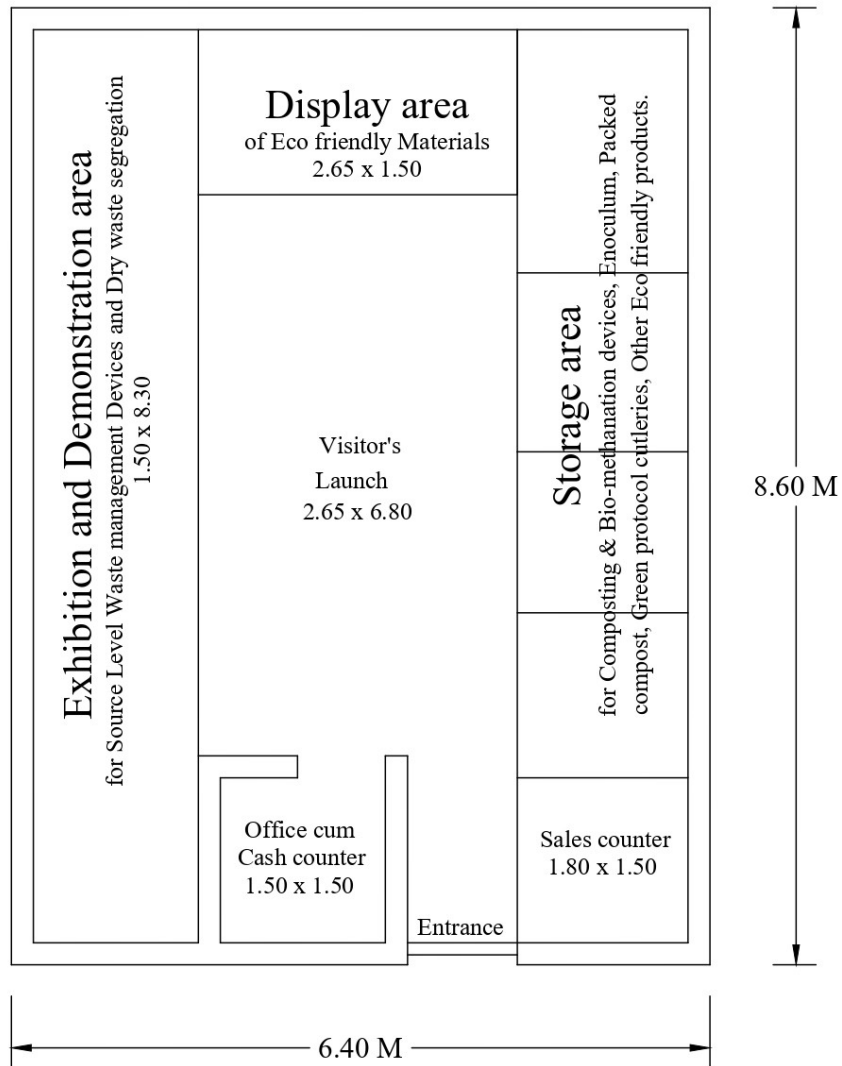 Exhibition and Demonstration area
for Source Level Waste management Devices and Dry waste segregation
1.50 x 8.30
Display area
of Eco friendly Materials
2.65 x 1.50
Visitor's
Launch
2.65 x 6.80
Storage area
for Composting & Bio-methanation devices, Enoculum, Packed
compost, Green protocol cutleries, Other Eco friendly products.
Office cum
Cash counter
1.50 x 1.50
Sales counter
1.80 x 1.50
Entrance
8.60 M
6.40 M